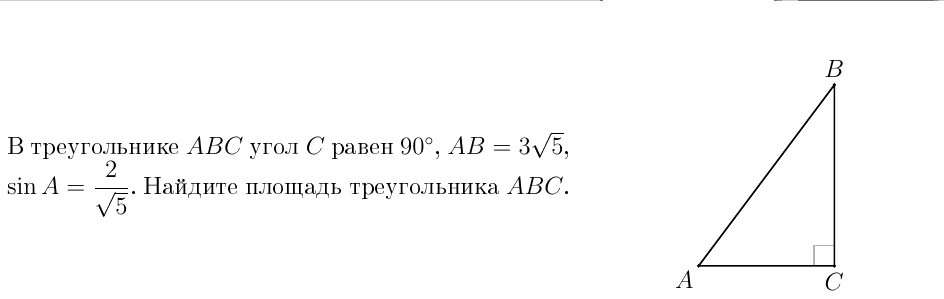 В треугольнике ABC угол C равен 90°, AB = 3√5,
sin A = 2/√5. Найдите площадь треугольника ABC.
B
A
C